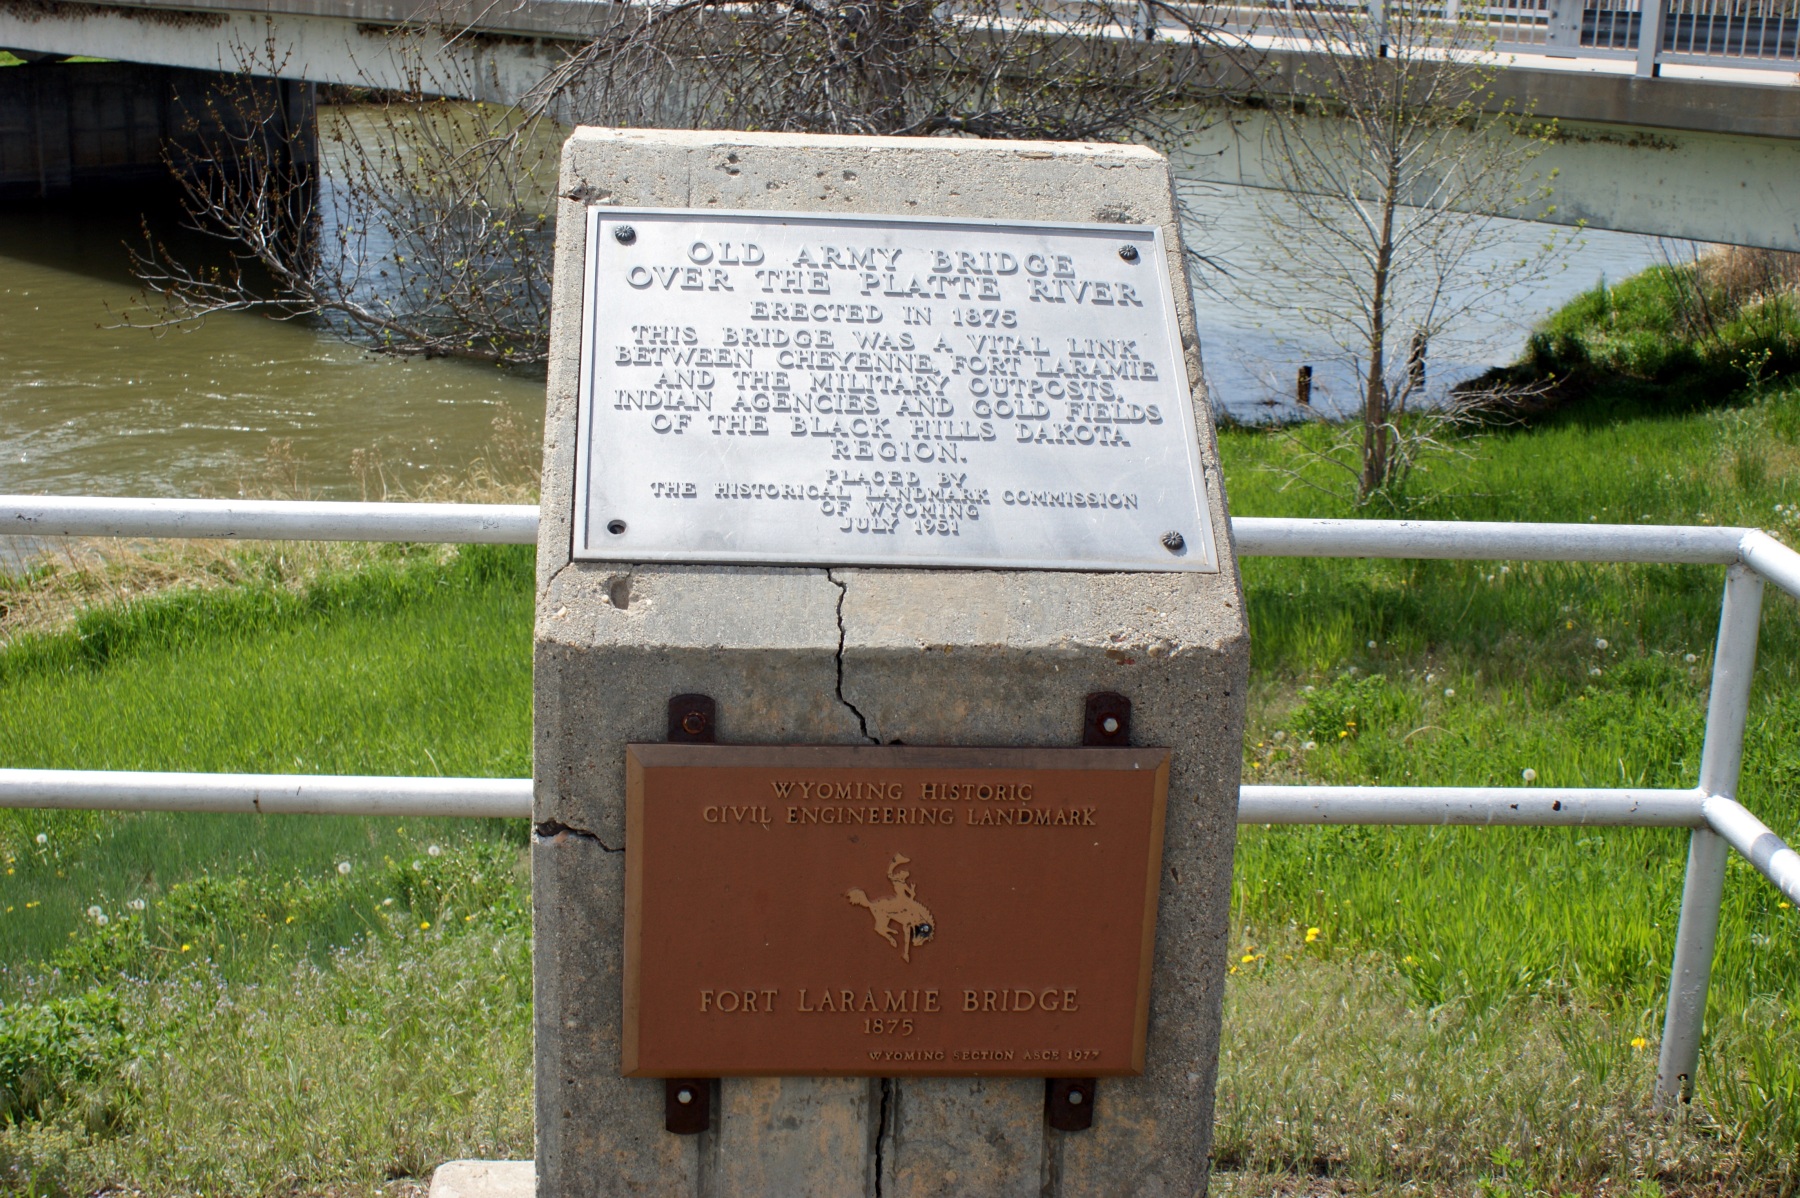 OLD ARMY BRIDGE
OVER THE PLATTE RIVER
ERECTED IN 1875
THIS BRIDGE WAS A VITAL LINK
BETWEEN CHEYENNE, FORT LARAMIE
AND THE MILITARY OUTPOSTS,
INDIAN AGENCIES AND GOLD FIELDS
OF THE BLACK HILLS DAKOTA
REGION.
PLACED BY
THE HISTORICAL LANDMARK COMMISSION
OF WYOMING
JULY 1951
WYOMING HISTORIC
CIVIL ENGINEERING LANDMARK
FORT LARAMIE BRIDGE
1875
WYOMING SECTION ASCE 1977